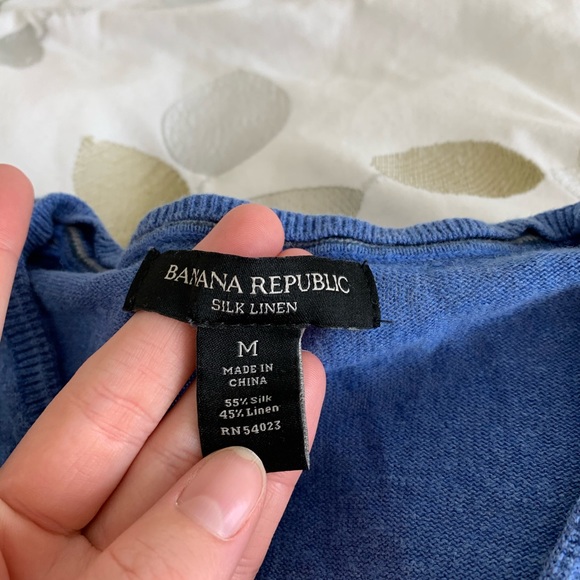 BANANA REPUBLIC
SILK LINEN
M
MADE IN
CHINA
55% Silk
45% Linen
RN 54023